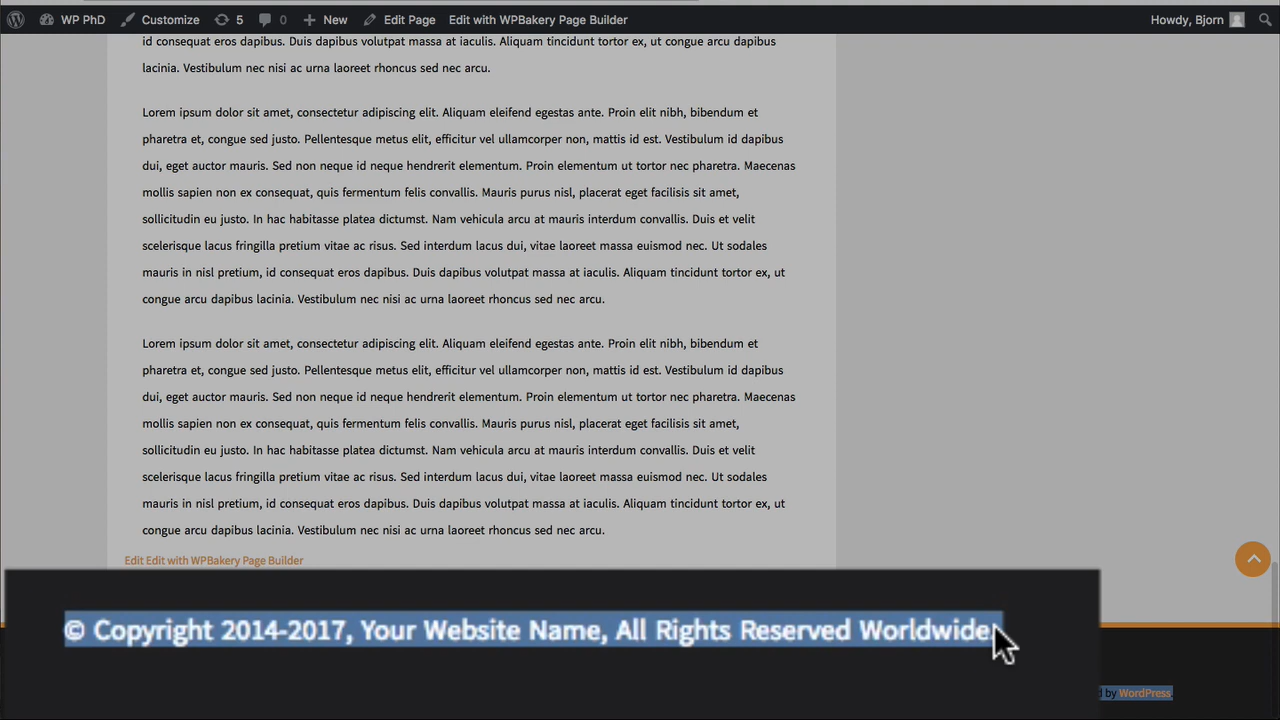 WP PhD Customize 5 0 New Edit Page Edit with WPBakery Page Builder Howdy, Bjorn
id consequat eros dapibus. Duis dapibus volutpat massa at iaculis. Aliquam tincidunt tortor ex, ut congue arcu dapibus
lacinia. Vestibulum nec nisi ac urna laoreet rhoncus sed nec arcu.
Lorem ipsum dolor sit amet, consectetur adipiscing elit. Aliquam eleifend egestas ante. Proin elit nibh, bibendum et
pharetra et, congue sed justo. Pellentesque metus elit, efficitur vel ullamcorper non, mattis id est. Vestibulum id dapibus
dui, eget auctor mauris. Sed non neque id neque hendrerit elementum. Proin elementum ut tortor nec pharetra. Maecenas
mollis sapien non ex consequat, quis fermentum felis convallis. Mauris purus nisl, placerat eget facilisis sit amet,
sollicitudin eu justo. In hac habitasse platea dictumst. Nam vehicula arcu at mauris interdum convallis. Duis et velit
scelerisque lacus fringilla pretium vitae ac risus. Sed interdum lacus dui, vitae laoreet massa euismod nec. Ut sodales
mauris in nisl pretium, id consequat eros dapibus. Duis dapibus volutpat massa at iaculis. Aliquam tincidunt tortor ex, ut
congue arcu dapibus lacinia. Vestibulum nec nisi ac urna laoreet rhoncus sed nec arcu.
Lorem ipsum dolor sit amet, consectetur adipiscing elit. Aliquam eleifend egestas ante. Proin elit nibh, bibendum et
pharetra et, congue sed justo. Pellentesque metus elit, efficitur vel ullamcorper non, mattis id est. Vestibulum id dapibus
dui, eget auctor mauris. Sed non neque id neque hendrerit elementum. Proin elementum ut tortor nec pharetra. Maecenas
mollis sapien non ex consequat, quis fermentum felis convallis. Mauris purus nisl, placerat eget facilisis sit amet,
sollicitudin eu justo. In hac habitasse platea dictumst. Nam vehicula arcu at mauris interdum convallis. Duis et velit
scelerisque lacus fringilla pretium vitae ac risus. Sed interdum lacus dui, vitae laoreet massa euismod nec. Ut sodales
mauris in nisl pretium, id consequat eros dapibus. Duis dapibus volutpat massa at iaculis. Aliquam tincidunt tortor ex, ut
congue arcu dapibus lacinia. Vestibulum nec nisi ac urna laoreet rhoncus sed nec arcu.
Edit Edit with WPBakery Page Builder
© Copyright 2014-2017, Your Website Name, All Rights Reserved Worldwide.
by WordPress